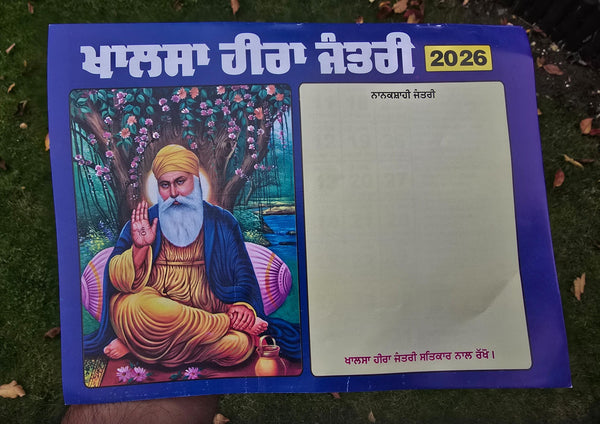 ਖਾਲਸਾ ਹੀਰਾ ਜੰਤਰੀ 2026
ਨਾਨਕਸ਼ਾਹੀ ਜੰਤਰੀ
ਖਾਲਸਾ ਹੀਰਾ ਜੰਤਰੀ ਸਤਿਕਾਰ ਨਾਲ ਰੱਖੋ।